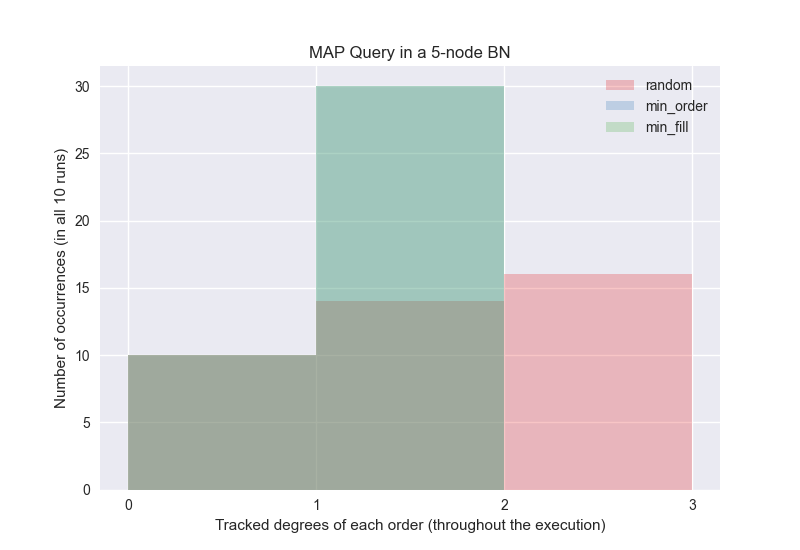 MAP Query in a 5-node BN
random
min_order
min_fill
Number of occurrences (in all 10 runs)
30
25
20
15
10
5
0
0 1 2 3
Tracked degrees of each order (throughout the execution)